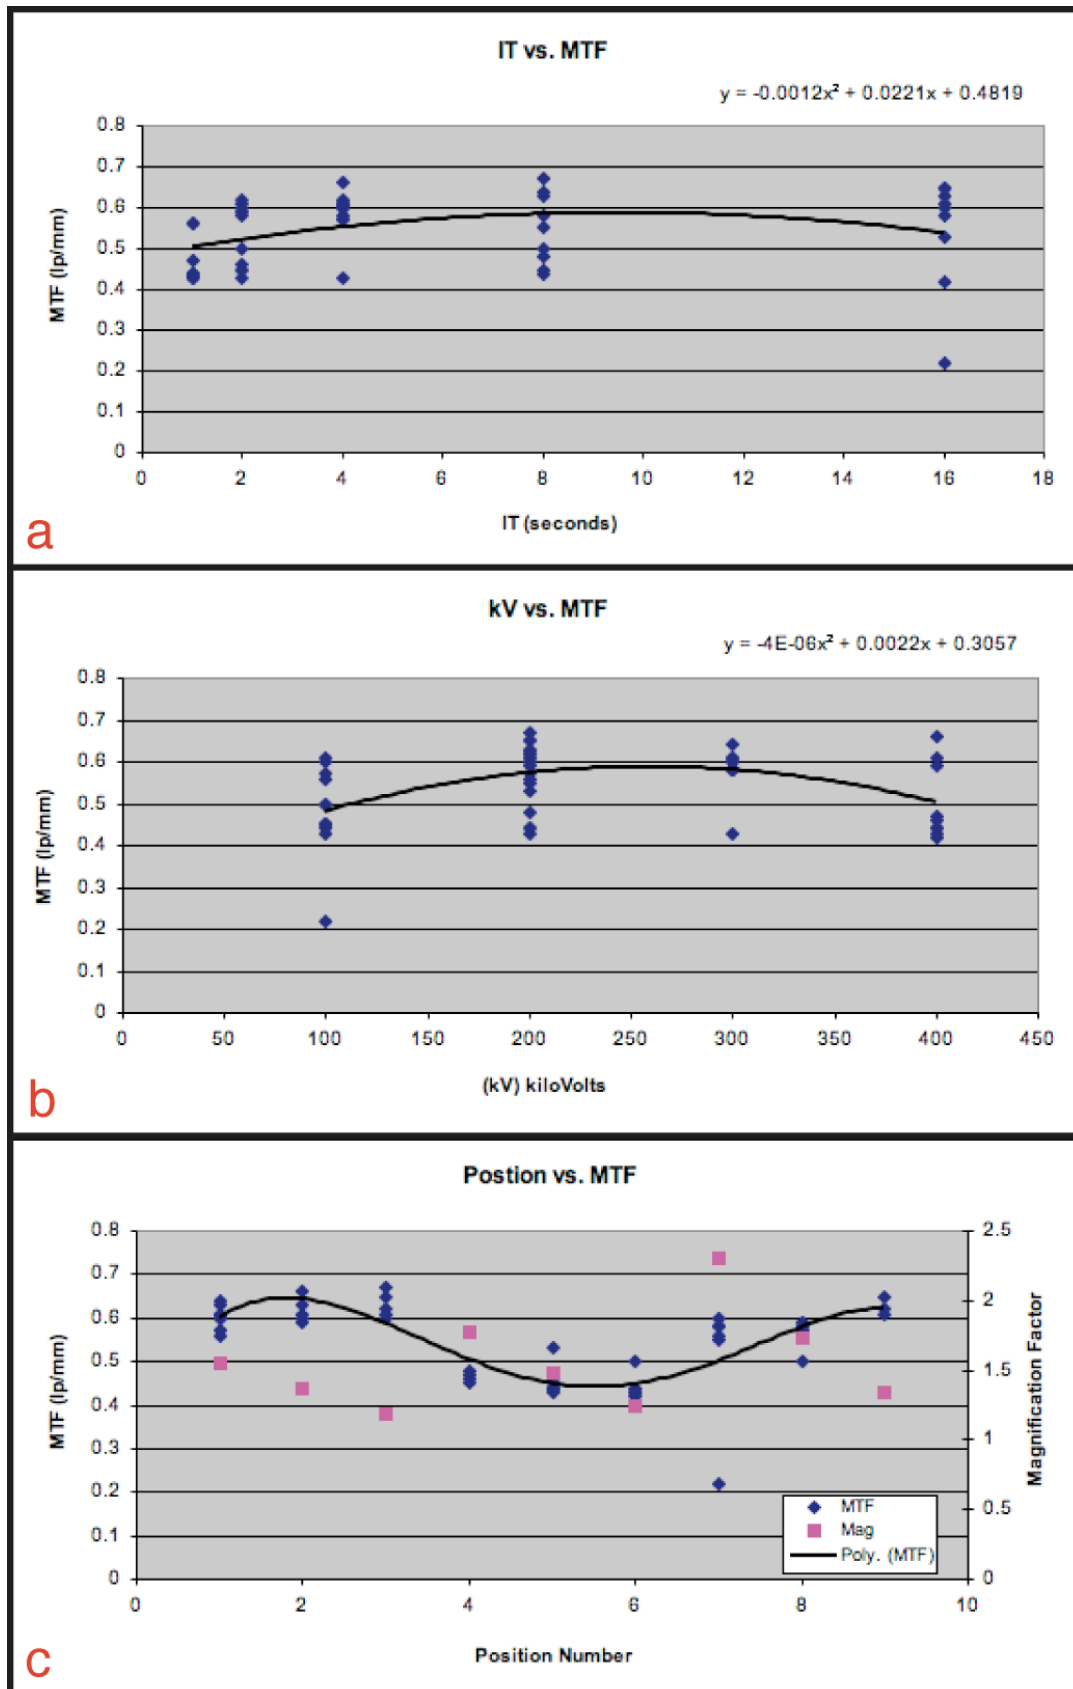 IT vs. MTF
y = -0.0012x² + 0.0221x + 0.4819
0.8
0.7
0.6
0.5
0.4
0.3
0.2
0.1
0
MTF (lp/mm)
0 2 4 6 8 10 12 14 16 18
IT (seconds)
a
kV vs. MTF
y = -4E-06x² + 0.0022x + 0.3057
0.8
0.7
0.6
0.5
0.4
0.3
0.2
0.1
0
MTF (lp/mm)
0 50 100 150 200 250 300 350 400 450
(kV) kiloVolts
b
Postion vs. MTF
0.8
0.7
0.6
0.5
0.4
0.3
0.2
0.1
0
MTF (lp/mm)
2.5
2
1.5
1
0.5
0
Magnification Factor
MTF
Mag
Poly. (MTF)
0 2 4 6 8 10
Position Number
c